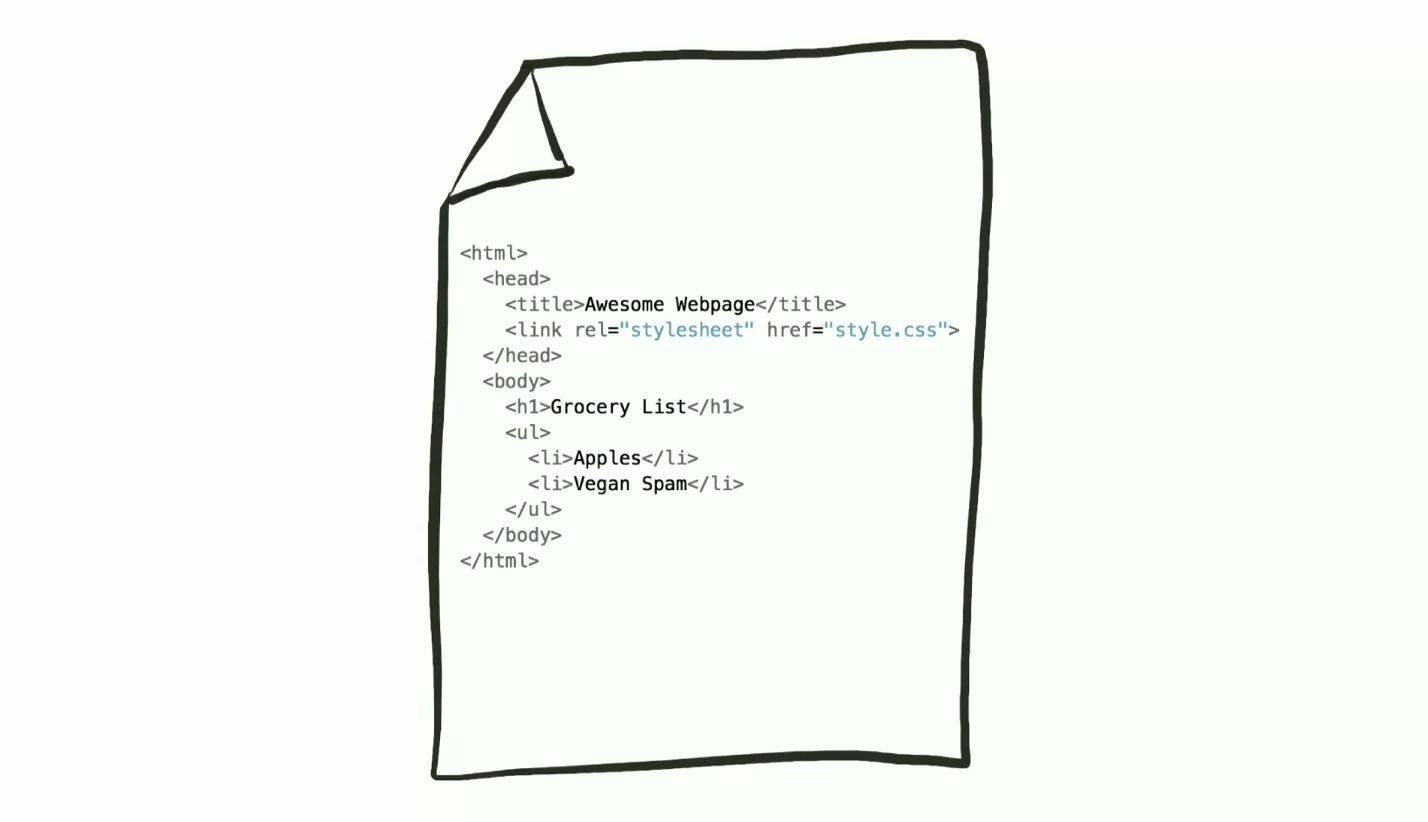 <html>
  <head>
    <title>Awesome Webpage</title>
    <link rel="stylesheet" href="style.css">
  </head>
  <body>
    <h1>Grocery List</h1>
    <ul>
      <li>Apples</li>
      <li>Vegan Spam</li>
    </ul>
  </body>
</html>